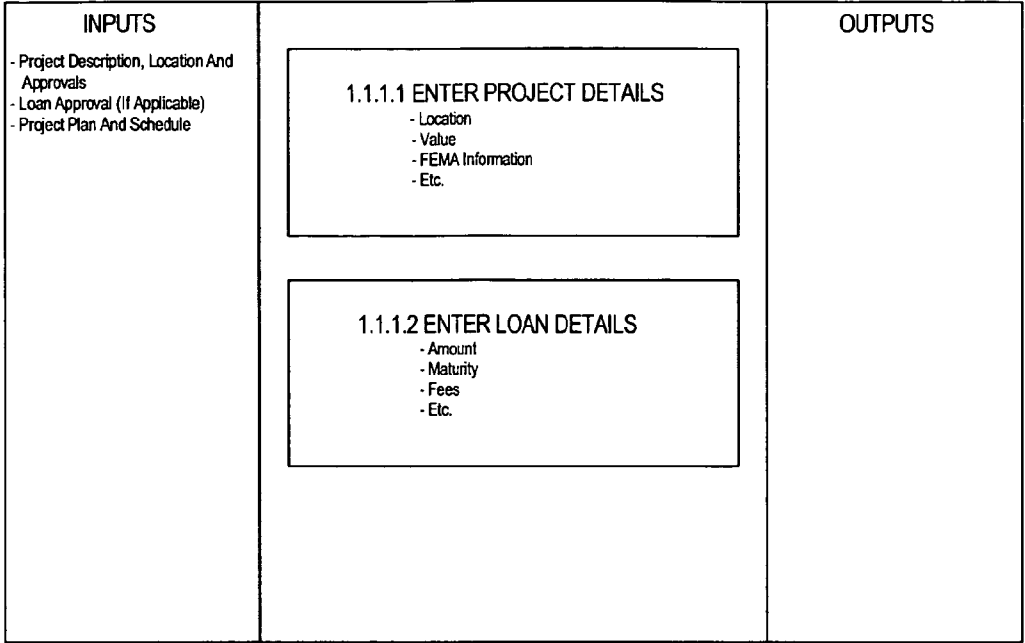 INPUTS
- Project Description, Location And
Approvals
- Loan Approval (If Applicable)
- Project Plan And Schedule
1.1.1.1 ENTER PROJECT DETAILS
- Location
- Value
- FEMA Information
- Etc.
1.1.1.2 ENTER LOAN DETAILS
- Amount
- Maturity
- Fees
- Etc.
OUTPUTS